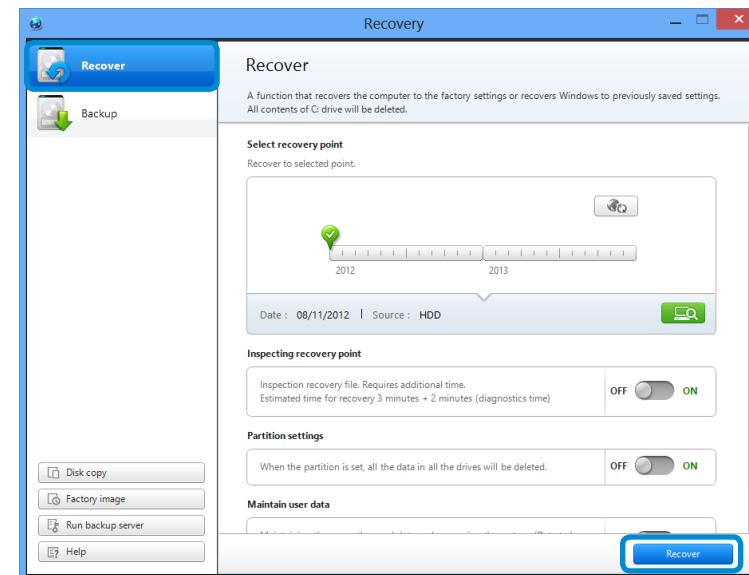 Recovery
Recover
Backup
Disk copy
Factory image
Run backup server
Help
Recover
A function that recovers the computer to the factory settings or recovers Windows to previously saved settings.
All contents of C: drive will be deleted.
Select recovery point
Recover to selected point.
2012 2013
Date : 08/11/2012 | Source : HDD
Inspecting recovery point
Inspection recovery file. Requires additional time.
Estimated time for recovery 3 minutes + 2 minutes (diagnostics time)
OFF ON
Partition settings
When the partition is set, all the data in all the drives will be deleted.
OFF ON
Maintain user data
Recover